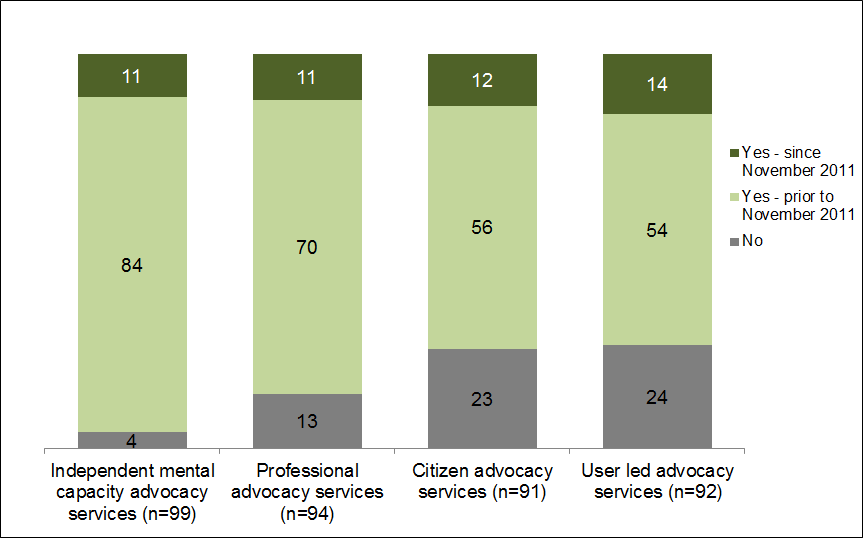 11
11
12
14
84
70
56
54
4
13
23
24
Yes - since
November 2011
Yes - prior to
November 2011
No
Independent mental
capacity advocacy
services (n=99)
Professional
advocacy services
(n=94)
Citizen advocacy
services (n=91)
User led advocacy
services (n=92)